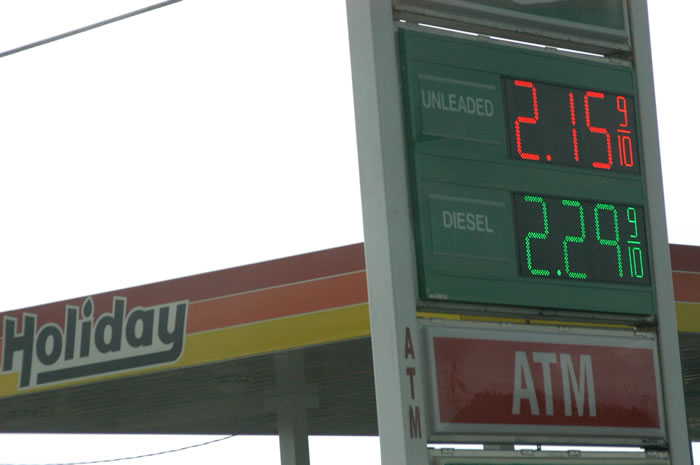 UNLEADED 2.15 9/10
DIESEL 2.29 9/10
Holiday
ATM
ATM